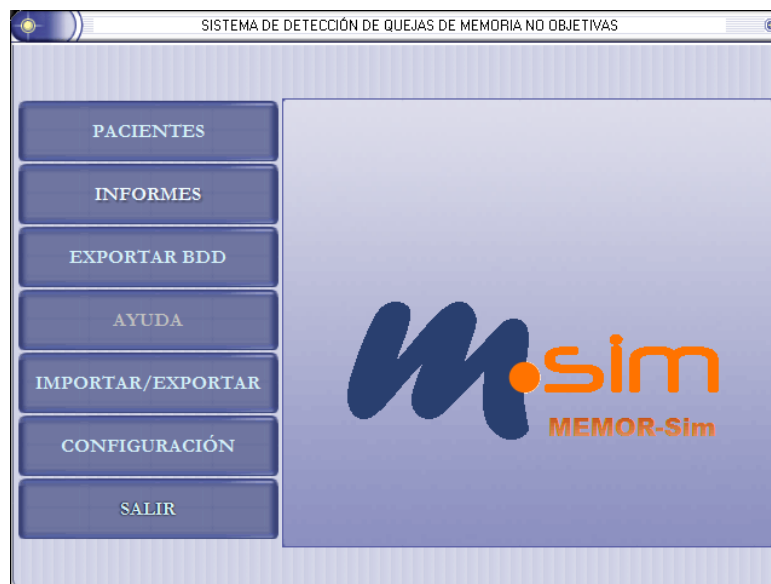 SISTEMA DE DETECCIÓN DE QUEJAS DE MEMORIA NO OBJETIVAS
PACIENTES
INFORMES
EXPORTAR BDD
AYUDA
IMPORTAR/EXPORTAR
CONFIGURACIÓN
SALIR
m.sim
MEMOR-Sim